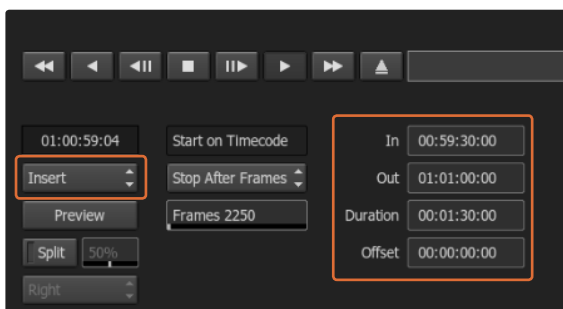 01:00:59:04 Start on Timecode In 00:59:30:00
Insert Stop After Frames Out 01:01:00:00
Preview Frames 2250 Duration 00:01:30:00
Split 50% Offset 00:00:00:00
Right